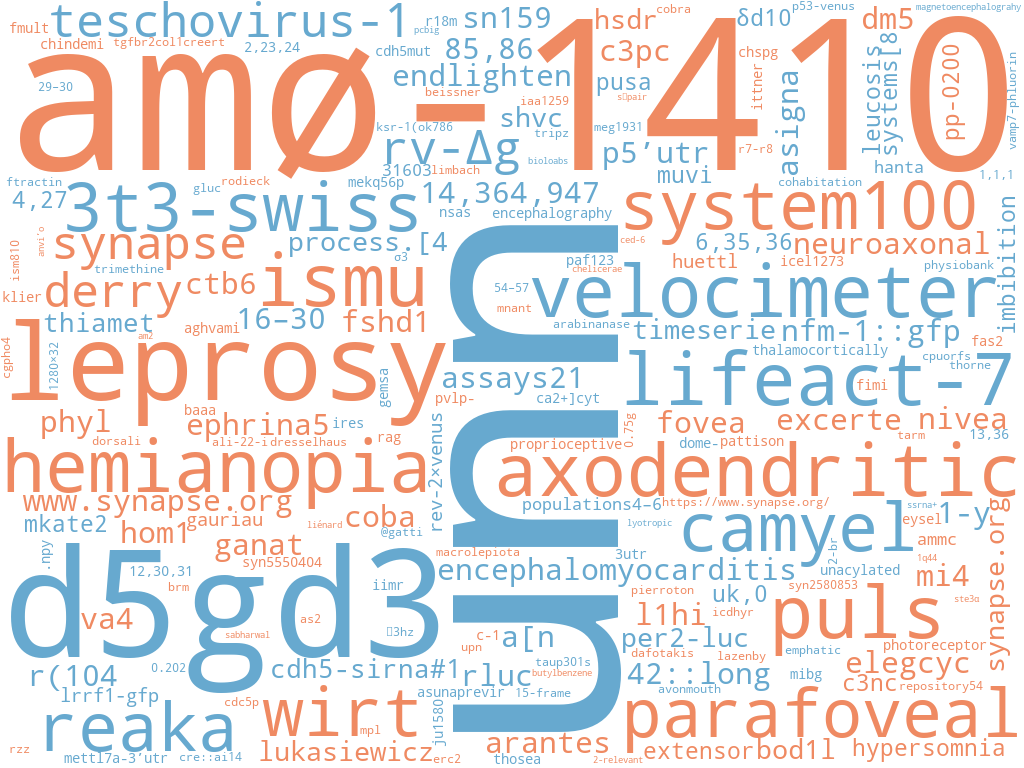 fmult
teschovirus-1
pcbig
r18m
sn159
hsdr
cobra
δd10
p53-venus
magnetoencephalograhy
dm5
chindemi
tgfbr2col1creert
2,23,24
cdh5mut
85,86
c3pc
chspg
leucosis
systems[8
amø-1410
29–30
endlighten
pusa
ittner
asigna
pp-0200
vamp7-phluorin
beissner
iaa1259
shvc
tripz
meg1931
ksr-1(ok786
rv-Δg
bioloabs
p5’utr
r7-r8
31603
limbach
muvi
hanta
ftractin
gluc
rodieck
mekq56p
cohabitation
1,1,1
4,27
3t3-swiss
14,364,947
nsas
encephalography
system100
imbibition
anvi’o
ism810
synapse
process.[4
σ3
ced-6
6,35,36
neuroaxonal
trimethine
paf123
chelicerae
huettl
icel1273
physiobank
klier
derry
ctb6
ismu
54–57
mnant
velocimeter
thiamet
16–30
fshd1
aghvami
am2
arabinanase
timeserie
nfm-1::gfp
fas2
cgpho4
1280×32
leprosy
thalamocortically
cpuorfs
thorne
assays21
lifeact-7
gemsa
pvlp-
ca2+]cyt
fimi
phyl
baaa
ephrina5
ires
rev-2×venus
0.75g
fovea
excerte
nivea
dorsali
ali-22-i
dresselhaus
rag
proprioceptive
dome-
pattison
tarm
13,36
hemianopia
nnn
axodendritic
www.synapse.org
populations4–6
https://www.synapse.org/
ssrna+
1-y
mkate2
hom1
gauriau
liénard
coba
@gatti
lyotropic
camyel
eysel
synapse.org
.npy
ganat
syn5550404
macrolepiota
3utr
2-br
ammc
1q44
12,30,31
encephalomyocarditis
unacylated
brm
iimr
pierroton
uk,0
syn2580853
mi4
ste3α
d5gd3
va4
as2
sabharwal
l1hi
icdhyr
puls
c-1
a[n
upn
per2-luc
emphatic
photoreceptor
dafotakis
lazenby
r(104
0.202
cdh5-sirna#1
rluc
taup301s
butylbenzene
42::long
mibg
elegcyc
c3nc
repository54
lrrf1-gfp
cdc5p
asunaprevir
15-frame
avonmouth
reaka
wirt
mpl
ju1580
parafoveal
rzz
mettl7a-3’utr
cre::ai14
lukasiewicz
erc2
arantes
thosea
2-relevant
extensor
bod1l
hypersomnia